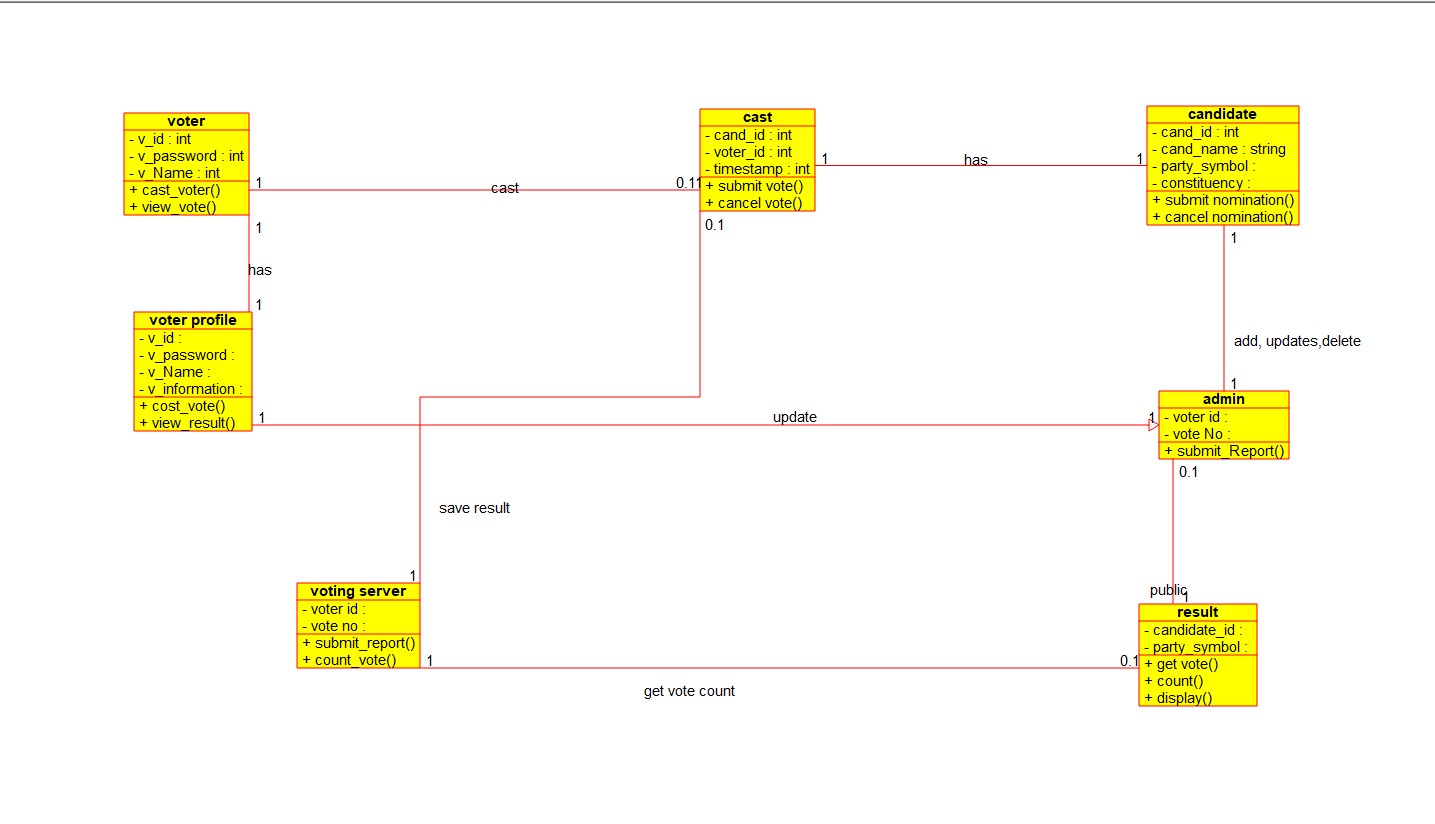 voter
- v_id : int
- v_password : int
- v_Name : int
+ cast_voter()
+ view_vote()
1
cast
0.11
cast
- cand_id : int
- voter_id : int
- timestamp : int
+ submit vote()
+ cancel vote()
0.1
1
has
1
candidate
- cand_id : int
- cand_name : string
- party_symbol :
- constituency :
+ submit nomination()
+ cancel nomination()
1
add, updates,delete
1
1
has
1
voter profile
- v_id :
- v_password :
- v_Name :
- v_information :
+ cost_vote()
+ view_result()
1
update
1
admin
- voter id :
- vote No :
+ submit_Report()
0.1
public
1
save result
1
voting server
- voter id :
- vote no :
+ submit_report()
+ count_vote()
1
get vote count
0.1
result
- candidate_id :
- party_symbol :
+ get vote()
+ count()
+ display()